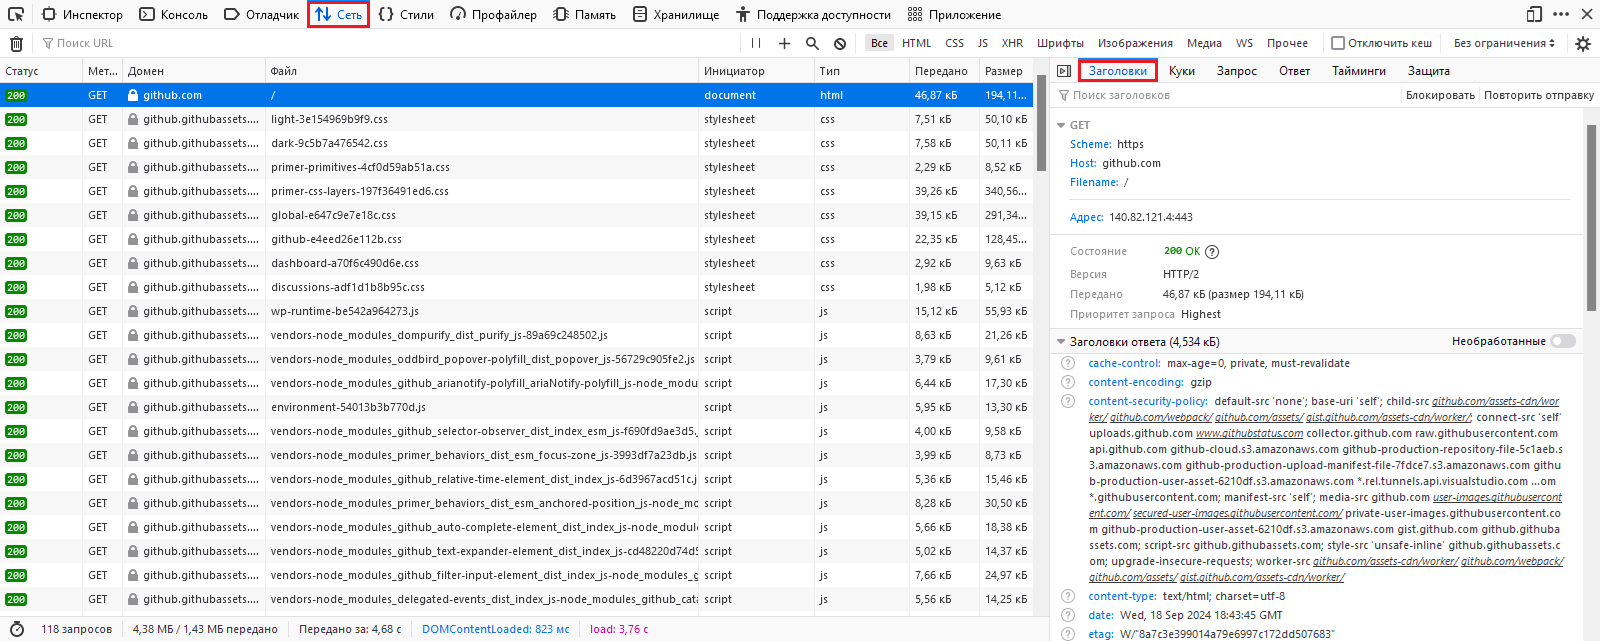 Инспектор Консоль Отладчик Сеть Стили Профайлер Память Хранилище Поддержка доступности Приложение
Поиск URL Все HTML CSS JS XHR Шрифты Изображения Медиа WS Прочее Отключить кеш Без ограничения
Статус Мет... Домен Файл Инициатор Тип Передано Размер
200 GET github.com / document html 46,87 кБ 194,11...
200 GET github.githubassets.... light-3e154969b9f9.css stylesheet css 7,51 кБ 50,10 кБ
200 GET github.githubassets.... dark-9c5b7a476542.css stylesheet css 7,58 кБ 50,11 кБ
200 GET github.githubassets.... primer-primitives-4cf0d59ab51a.css stylesheet css 2,29 кБ 8,52 кБ
200 GET github.githubassets.... primer-css-layers-197f36491ed6.css stylesheet css 39,26 кБ 340,56...
200 GET github.githubassets.... global-e647c9e7e18c.css stylesheet css 39,15 кБ 291,34...
200 GET github.githubassets.... github-e4eed26e112b.css stylesheet css 22,35 кБ 128,45...
200 GET github.githubassets.... dashboard-a70f6c490d6e.css stylesheet css 2,92 кБ 9,63 кБ
200 GET github.githubassets.... discussions-adf1d1b8b95c.css stylesheet css 1,98 кБ 5,12 кБ
200 GET github.githubassets.... wp-runtime-be542a964273.js script js 15,12 кБ 55,93 кБ
200 GET github.githubassets.... vendors-node_modules_dompurify_dist_purify_js-89a69c248502.js script js 8,63 кБ 21,26 кБ
200 GET github.githubassets.... vendors-node_modules_oddbird_popover-polyfill_dist_popover_js-56729c905fe2.js script js 3,79 кБ 9,61 кБ
200 GET github.githubassets.... vendors-node_modules_github_arianotify-polyfill_ariaNotify-polyfill_js-node_modu script js 6,44 кБ 17,30 кБ
200 GET github.githubassets.... environment-54013b3b770d.js script js 5,95 кБ 13,30 кБ
200 GET github.githubassets.... vendors-node_modules_github_selector-observer_dist_index_esm_js-f690fd9ae3d5. script js 4,00 кБ 9,58 кБ
200 GET github.githubassets.... vendors-node_modules_primer_behaviors_dist_esm_focus-zone_js-3993df7a23db.js script js 3,99 кБ 8,73 кБ
200 GET github.githubassets.... vendors-node_modules_github_relative-time-element_dist_index_js-6d3967acd51c.j script js 5,36 кБ 15,46 кБ
200 GET github.githubassets.... vendors-node_modules_primer_behaviors_dist_esm_anchored-position_js-node_mo script js 8,28 кБ 30,50 кБ
200 GET github.githubassets.... vendors-node_modules_github_auto-complete-element_dist_index_js-node_module script js 5,66 кБ 18,38 кБ
200 GET github.githubassets.... vendors-node_modules_github_text-expander-element_dist_index_js-cd48220d74d5 script js 5,02 кБ 14,37 кБ
200 GET github.githubassets.... vendors-node_modules_github_filter-input-element_dist_index_js-node_modules_g script js 7,66 кБ 24,97 кБ
200 GET github.githubassets.... vendors-node_modules_delegated-events_dist_index_js-node_modules_github_cata script js 5,56 кБ 14,25 кБ
118 запросов 4,38 МБ / 1,43 МБ передано Передано за: 4,68 с DOMContentLoaded: 823 мс load: 3,76 с
Заголовки Куки Запрос Ответ Тайминги Защита
Поиск заголовков Блокировать Повторить отправку
GET
Scheme: https
Host: github.com
Filename: /
Адрес: 140.82.121.4:443
Состояние 200 OK
Версия HTTP/2
Передано 46,87 кБ (размер 194,11 кБ)
Приоритет запроса Highest
Заголовки ответа (4,534 кБ) Необработанные
cache-control: max-age=0, private, must-revalidate
content-encoding: gzip
content-security-policy: default-src 'none'; base-uri 'self'; child-src github.com/assets-cdn/wor
ker/ github.com/webpack/ github.com/assets/ gist.github.com/assets-cdn/worker/; connect-src 'self'
uploads.github.com www.githubstatus.com collector.github.com raw.githubusercontent.com
api.github.com github-cloud.s3.amazonaws.com github-production-repository-file-5c1aeb.s
3.amazonaws.com github-production-upload-manifest-file-7fdce7.s3.amazonaws.com githu
b-production-user-asset-6210df.s3.amazonaws.com *.rel.tunnels.api.visualstudio.com ...om
*.githubusercontent.com; manifest-src 'self'; media-src github.com user-images.githubusercont
ent.com/ secured-user-images.githubusercontent.com/ private-user-images.githubusercontent.co
m github-production-user-asset-6210df.s3.amazonaws.com gist.github.com github.githuba
ssets.com; script-src github.githubassets.com; style-src 'unsafe-inline' github.githubassets.c
om; upgrade-insecure-requests; worker-src github.com/assets-cdn/worker/ github.com/webpack/
github.com/assets/ gist.github.com/assets-cdn/worker/
content-type: text/html; charset=utf-8
date: Wed, 18 Sep 2024 18:43:45 GMT
etag: W/"8a7c3e399014a79e6997c172dd507683"